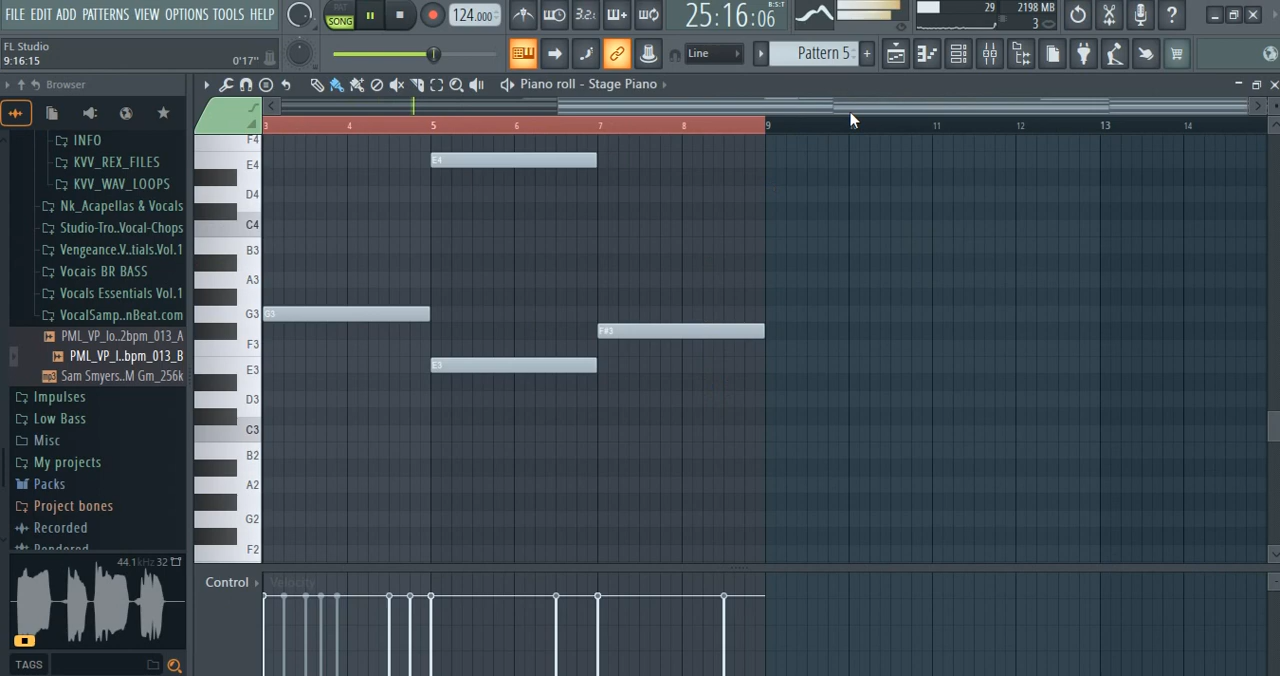 FILE EDIT ADD PATTERNS VIEW OPTIONS TOOLS HELP
PAT
SONG
124.000
3.2.
25:16:06
B:S:T
29
2198 MB
3
FL Studio
9:16:15
0'17"
Line
Pattern 5
Browser
Piano roll - Stage Piano
3 4 5 6 7 8 9 11 12 13 14
INFO
KVV_REX_FILES
KVV_WAV_LOOPS
Nk_Acapellas & Vocals
Studio-Tro..Vocal-Chops
Vengeance.V..tials.Vol.1
Vocais BR BASS
Vocals Essentials Vol.1
VocalSamp..nBeat.com
PML_VP_lo..2bpm_013_A
PML_VP_l..bpm_013_B
Sam Smyers..M Gm_256k
Impulses
Low Bass
Misc
My projects
Packs
Project bones
Recorded
Rendered
44.1kHz 32
TAGS
F4
E4
D4
C4
B3
A3
G3
F3
E3
D3
C3
B2
A2
G2
F2
E4
G3
F#3
E3
Control
Velocity